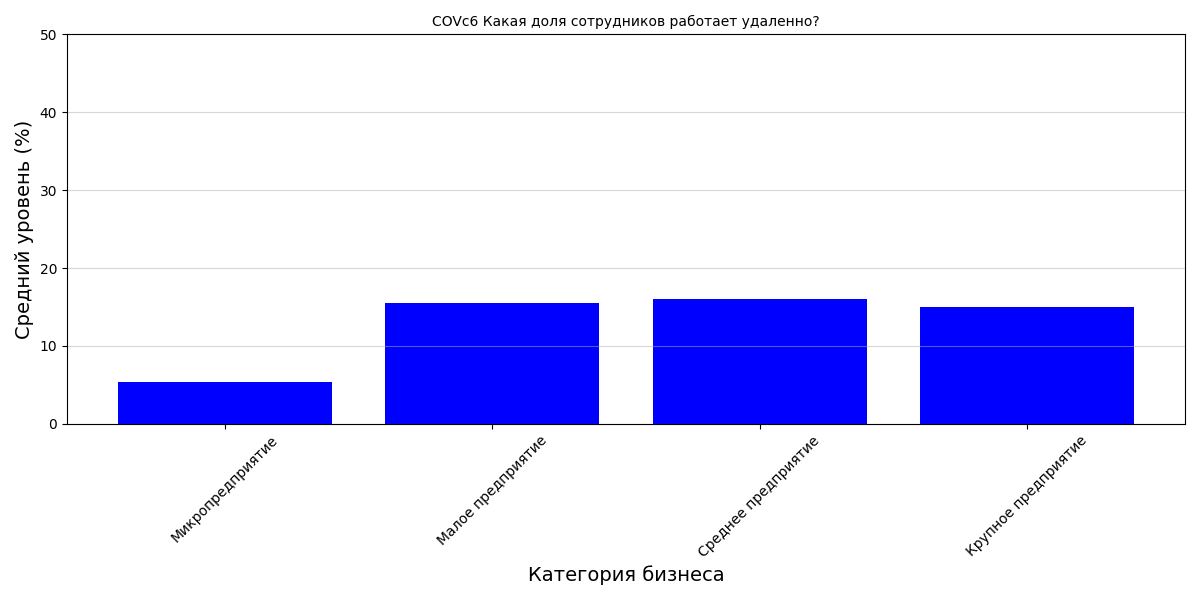 COVc6 Какая доля сотрудников работает удаленно?
Средний уровень (%)
50
40
30
20
10
0
Микропредприятие
Малое предприятие
Среднее предприятие
Крупное предприятие
Категория бизнеса